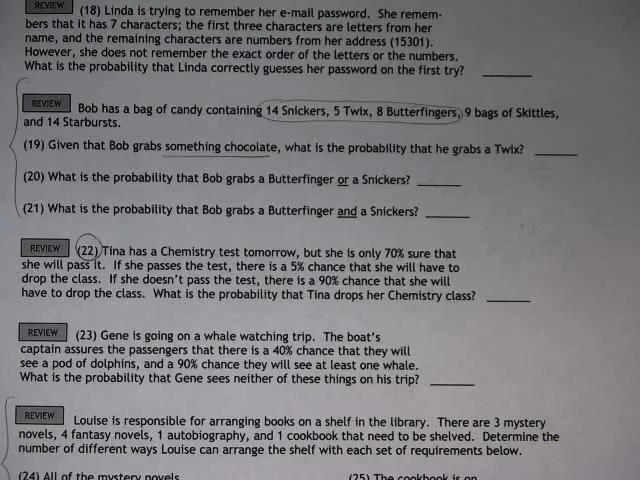 REVIEW (18) Linda is trying to remember her e-mail password. She remem-
bers that it has 7 characters; the first three characters are letters from her
name, and the remaining characters are numbers from her address (15301).
However, she does not remember the exact order of the letters or the numbers.
What is the probability that Linda correctly guesses her password on the first try?
REVIEW Bob has a bag of candy containing 14 Snickers, 5 Twix, 8 Butterfingers, 9 bags of Skittles,
and 14 Starbursts.
(19) Given that Bob grabs something chocolate, what is the probability that he grabs a Twix?
(20) What is the probability that Bob grabs a Butterfinger or a Snickers?
(21) What is the probability that Bob grabs a Butterfinger and a Snickers?
REVIEW (22) Tina has a Chemistry test tomorrow, but she is only 70% sure that
she will pass it. If she passes the test, there is a 5% chance that she will have to
drop the class. If she doesn't pass the test, there is a 90% chance that she will
have to drop the class. What is the probability that Tina drops her Chemistry class?
REVIEW (23) Gene is going on a whale watching trip. The boat's
captain assures the passengers that there is a 40% chance that they will
see a pod of dolphins, and a 90% chance they will see at least one whale.
What is the probability that Gene sees neither of these things on his trip?
REVIEW Louise is responsible for arranging books on a shelf in the library. There are 3 mystery
novels, 4 fantasy novels, 1 autobiography, and 1 cookbook that need to be shelved. Determine the
number of different ways Louise can arrange the shelf with each set of requirements below.
(24) All of the mystery novels (25) The cookbook is on